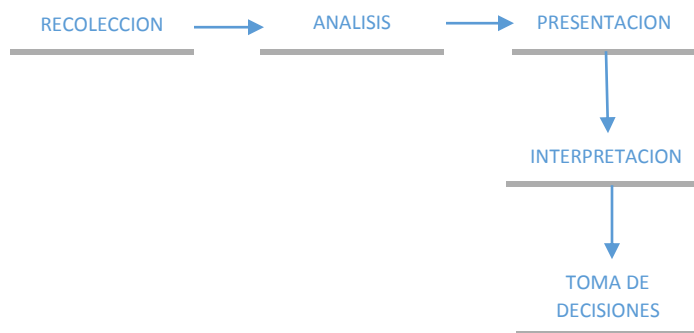 RECOLECCION
ANALISIS
PRESENTACION
INTERPRETACION
TOMA DE
DECISIONES